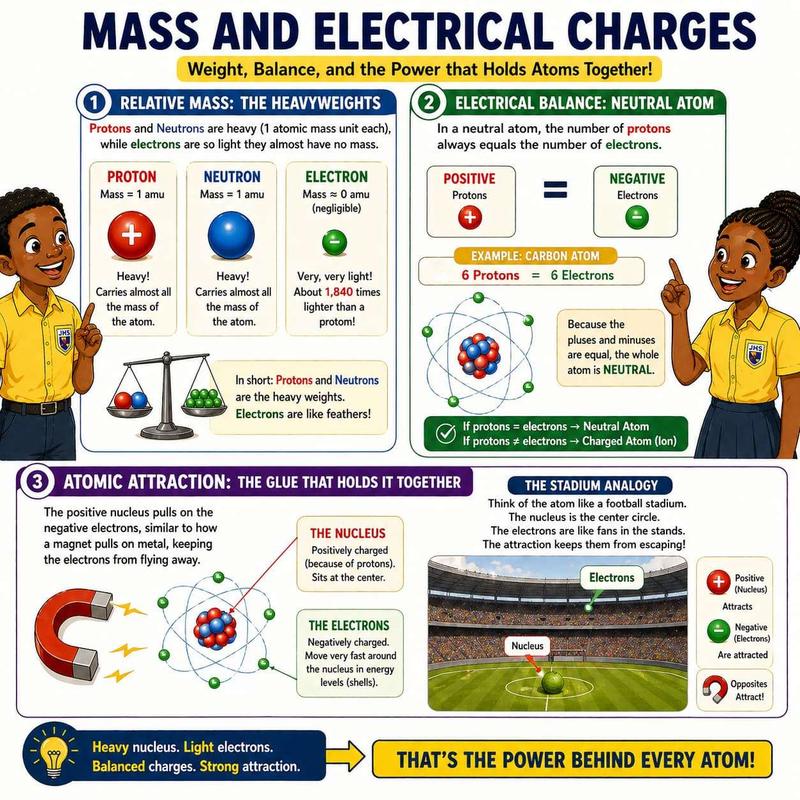 MASS AND ELECTRICAL CHARGES
Weight, Balance, and the Power that Holds Atoms Together!
1 RELATIVE MASS: THE HEAVYWEIGHTS
Protons and Neutrons are heavy (1 atomic mass unit each),
while electrons are so light they almost have no mass.
PROTON
Mass = 1 amu
+
Heavy!
Carries almost all
the mass of
the atom.
NEUTRON
Mass = 1 amu
Heavy!
Carries almost all
the mass of
the atom.
ELECTRON
Mass ≈ 0 amu
(negligible)
−
Very, very light!
About 1,840 times
lighter than a
protom!
JHS
In short: Protons and Neutrons
are the heavy weights.
Electrons are like feathers!
2 ELECTRICAL BALANCE: NEUTRAL ATOM
In a neutral atom, the number of protons
always equals the number of electrons.
POSITIVE
Protons
+
=
NEGATIVE
Electrons
−
EXAMPLE: CARBON ATOM
6 Protons = 6 Electrons
Because the
pluses and minuses
are equal, the whole
atom is NEUTRAL.
JHS
If protons = electrons → Neutral Atom
If protons ≠ electrons → Charged Atom (Ion)
3 ATOMIC ATTRACTION: THE GLUE THAT HOLDS IT TOGETHER
The positive nucleus pulls on the
negative electrons, similar to how
a magnet pulls on metal, keeping
the electrons from flying away.
THE NUCLEUS
Positively charged
(because of protons).
Sits at the center.
THE ELECTRONS
Negatively charged.
Move very fast around
the nucleus in energy
levels (shells).
THE STADIUM ANALOGY
Think of the atom like a football stadium.
The nucleus is the center circle.
The electrons are like fans in the stands.
The attraction keeps them from escaping!
Electrons
Nucleus
+ Positive
(Nucleus)
Attracts
− Negative
(Electrons)
Are attracted
Opposites
Attract!
Heavy nucleus. Light electrons.
Balanced charges. Strong attraction.
THAT'S THE POWER BEHIND EVERY ATOM!